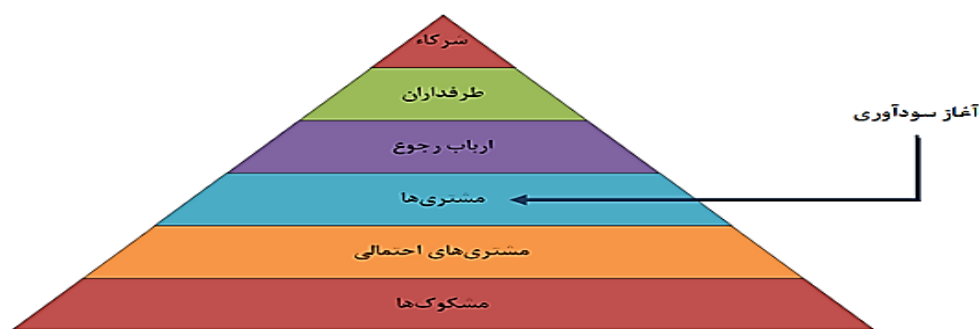 شرکاء
طرفداران
آغاز سودآوری
ارباب رجوع
مشتری‌ها
مشتری‌های احتمالی
مشکوک‌ها